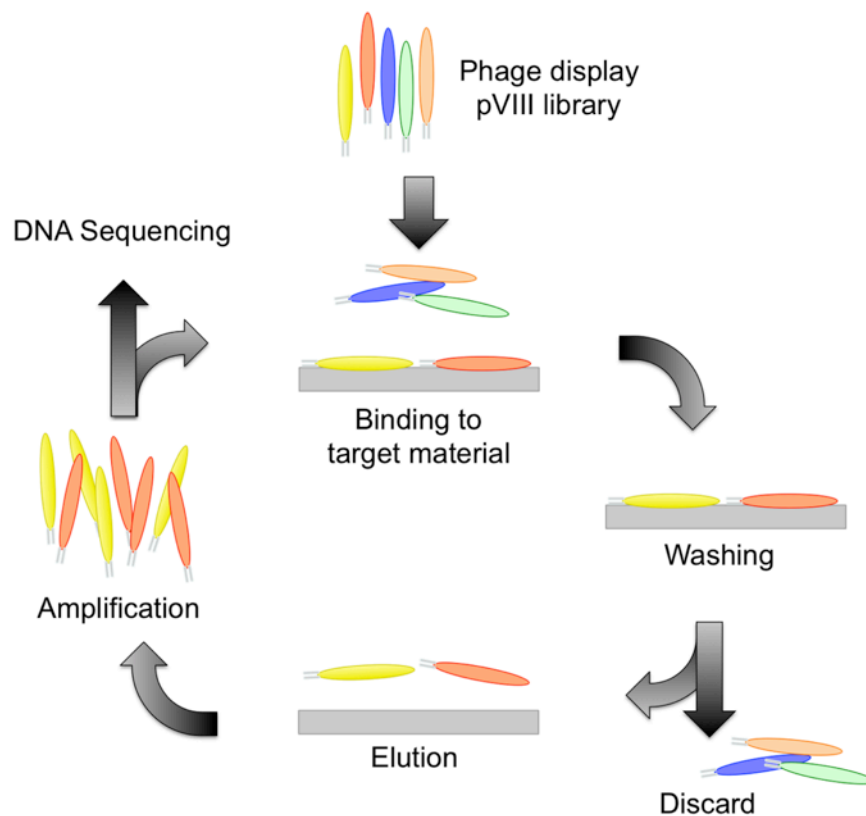 Phage display
pVIII library
DNA Sequencing
Binding to
target material
Washing
Amplification
Elution
Discard